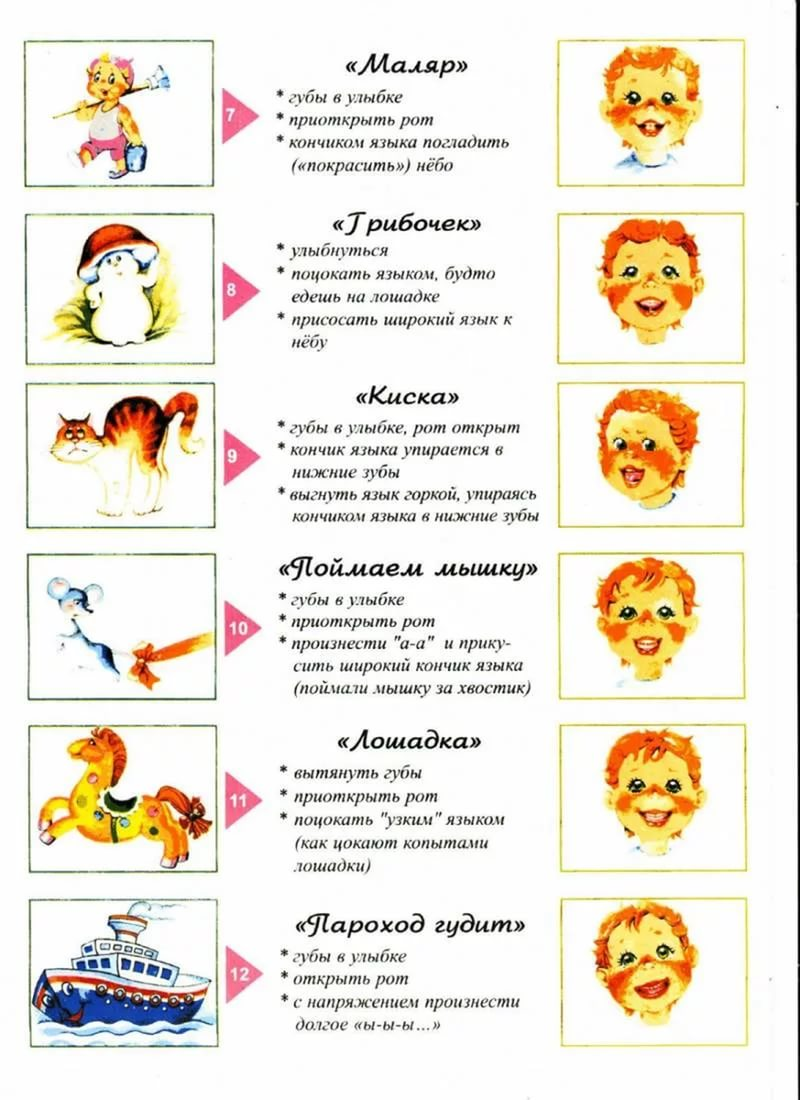 «Маляр»
7
* губы в улыбке
* приоткрыть рот
* кончиком языка погладить
(«покрасить») нёбо
«Грибочек»
8
* улыбнуться
* поцокать языком, будто
едешь на лошадке
* присосать широкий язык к
нёбу
«Киска»
9
* губы в улыбке, рот открыт
* кончик языка упирается в
нижние зубы
* выгнуть язык горкой, упираясь
кончиком языка в нижние зубы
«Поймаем мышку»
10
* губы в улыбке
* приоткрыть рот
* произнести "а-а" и прику-
сить широкий кончик языка
(поймали мышку за хвостик)
«Лошадка»
11
* вытянуть губы
* приоткрыть рот
* поцокать "узким" языком
(как цокают копытами
лошадки)
«Пароход гудит»
12
* губы в улыбке
* открыть рот
* с напряжением произнести
долгое «ы-ы-ы...»